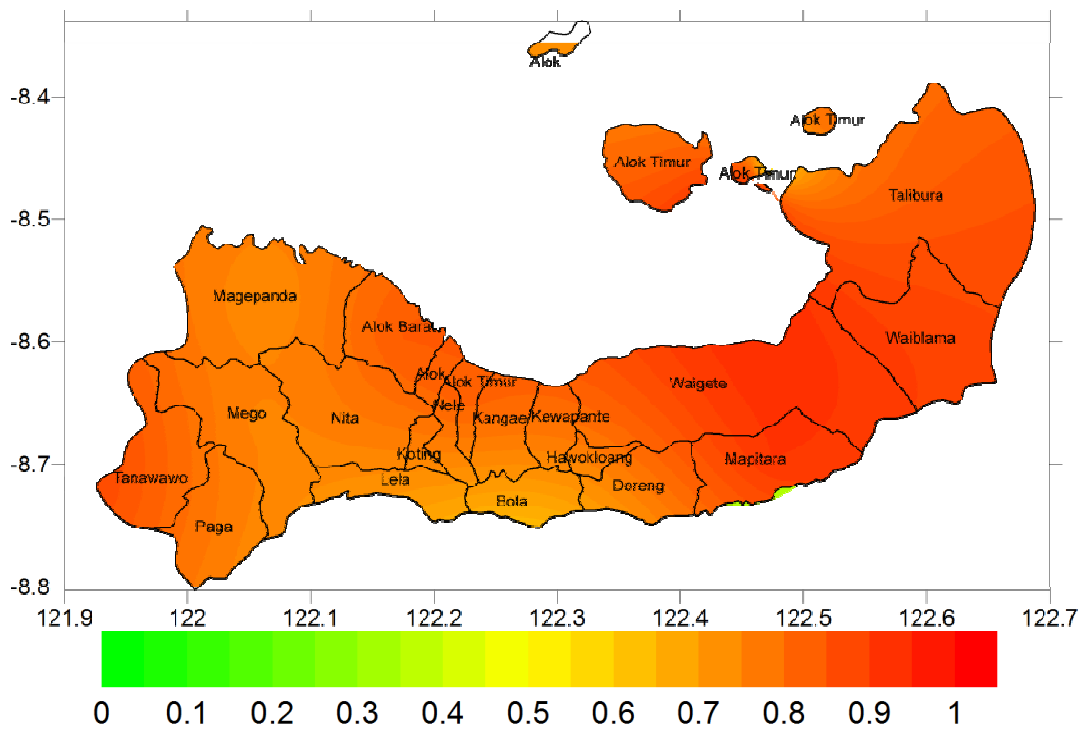 Alok
-8.4
Alok Timur
Alok Timur
Alok Timur
Talibura
-8.5
Magepanda
Alok Barat
-8.6
Waiblama
Alok
Alok Timur
Waigete
Nele
Mego
Nita
Kangae
Kewapante
Koting
Hawokloang
Mapitara
-8.7
Tanawawo
Lela
Doreng
Bola
Paga
-8.8
121.9 122 122.1 122.2 122.3 122.4 122.5 122.6 122.7
0 0.1 0.2 0.3 0.4 0.5 0.6 0.7 0.8 0.9 1